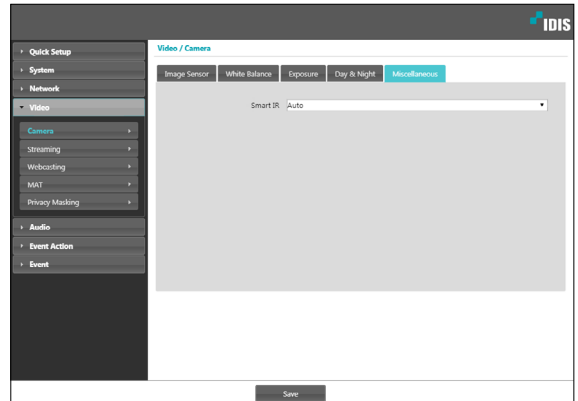 IDIS
Quick Setup
System
Network
Video
Camera
Streaming
Webcasting
MAT
Privacy Masking
Audio
Event Action
Event
Video / Camera
Image Sensor White Balance Exposure Day & Night Miscellaneous
Smart IR Auto
Save